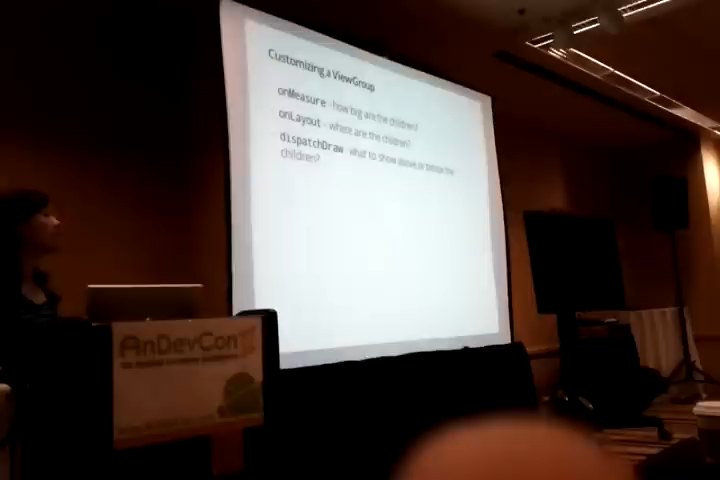 Customizing a ViewGroup
onMeasure - how big are the children?
onLayout - where are the children?
dispatchDraw - what to show above or below the
children?
AnDevCon